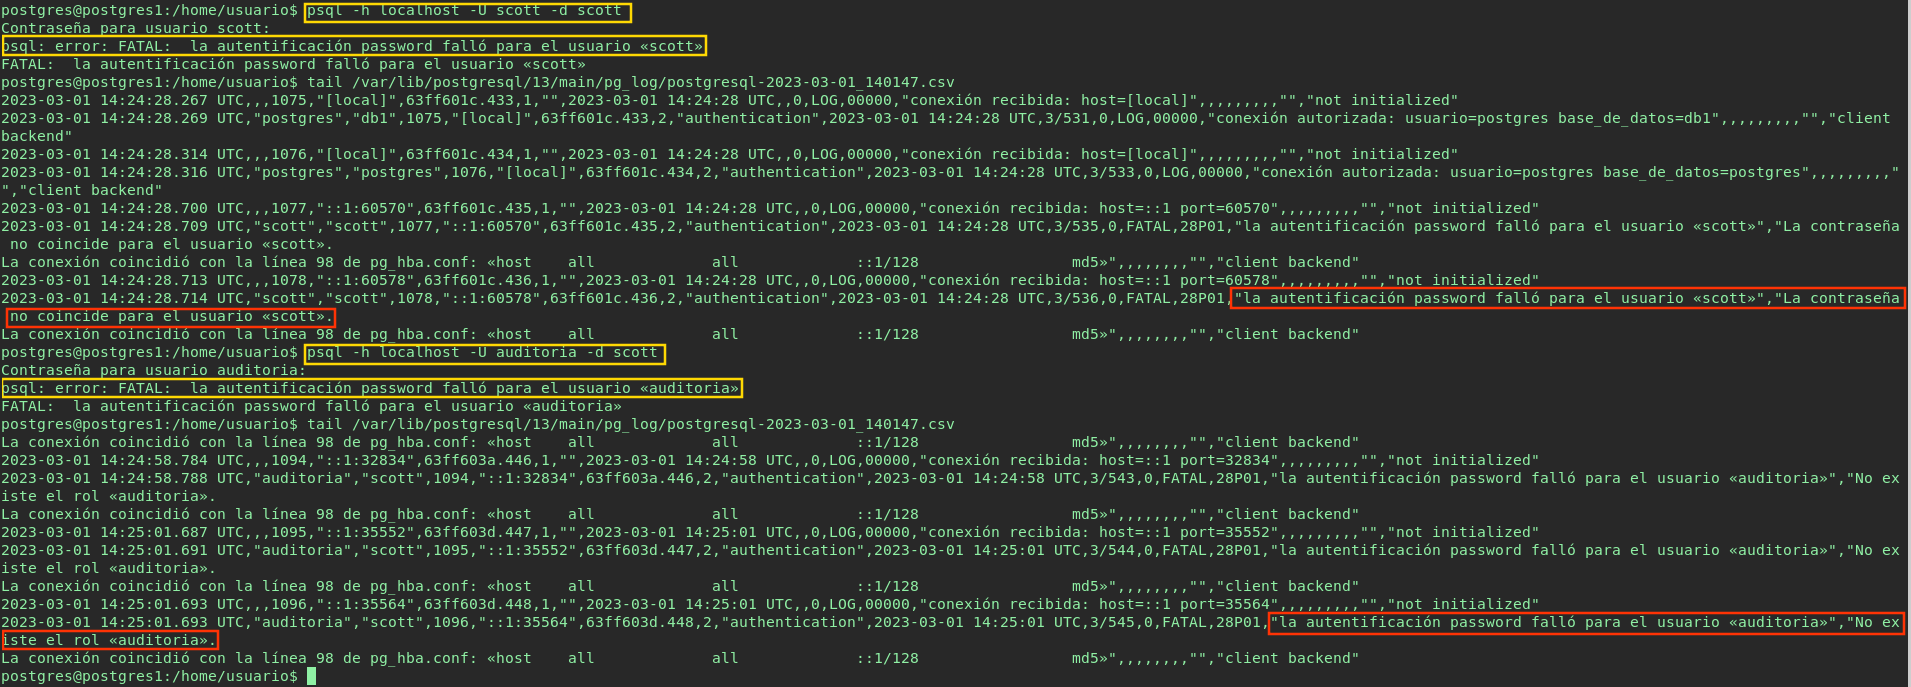 postgres@postgres1:/home/usuario$ psql -h localhost -U scott -d scott
Contraseña para usuario scott:
psql: error: FATAL:  la autentificación password falló para el usuario «scott»
FATAL:  la autentificación password falló para el usuario «scott»
postgres@postgres1:/home/usuario$ tail /var/lib/postgresql/13/main/pg_log/postgresql-2023-03-01_140147.csv
2023-03-01 14:24:28.267 UTC,,,1075,"[local]",63ff601c.433,1,"",2023-03-01 14:24:28 UTC,,0,LOG,00000,"conexión recibida: host=[local]",,,,,,,,,"","not initialized"
2023-03-01 14:24:28.269 UTC,"postgres","db1",1075,"[local]",63ff601c.433,2,"authentication",2023-03-01 14:24:28 UTC,3/531,0,LOG,00000,"conexión autorizada: usuario=postgres base_de_datos=db1",,,,,,,,,"","client
backend"
2023-03-01 14:24:28.314 UTC,,,1076,"[local]",63ff601c.434,1,"",2023-03-01 14:24:28 UTC,,0,LOG,00000,"conexión recibida: host=[local]",,,,,,,,,"","not initialized"
2023-03-01 14:24:28.316 UTC,"postgres","postgres",1076,"[local]",63ff601c.434,2,"authentication",2023-03-01 14:24:28 UTC,3/533,0,LOG,00000,"conexión autorizada: usuario=postgres base_de_datos=postgres",,,,,,,,,"
","client backend"
2023-03-01 14:24:28.700 UTC,,,1077,"::1:60570",63ff601c.435,1,"",2023-03-01 14:24:28 UTC,,0,LOG,00000,"conexión recibida: host=::1 port=60570",,,,,,,,,"","not initialized"
2023-03-01 14:24:28.709 UTC,"scott","scott",1077,"::1:60570",63ff601c.435,2,"authentication",2023-03-01 14:24:28 UTC,3/535,0,FATAL,28P01,"la autentificación password falló para el usuario «scott»","La contraseña
 no coincide para el usuario «scott».
La conexión coincidió con la línea 98 de pg_hba.conf: «host    all             all             ::1/128                 md5»",,,,,,,,"","client backend"
2023-03-01 14:24:28.713 UTC,,,1078,"::1:60578",63ff601c.436,1,"",2023-03-01 14:24:28 UTC,,0,LOG,00000,"conexión recibida: host=::1 port=60578",,,,,,,,,"","not initialized"
2023-03-01 14:24:28.714 UTC,"scott","scott",1078,"::1:60578",63ff601c.436,2,"authentication",2023-03-01 14:24:28 UTC,3/536,0,FATAL,28P01,"la autentificación password falló para el usuario «scott»","La contraseña
 no coincide para el usuario «scott».
La conexión coincidió con la línea 98 de pg_hba.conf: «host    all             all             ::1/128                 md5»",,,,,,,,"","client backend"
postgres@postgres1:/home/usuario$ psql -h localhost -U auditoria -d scott
Contraseña para usuario auditoria:
psql: error: FATAL:  la autentificación password falló para el usuario «auditoria»
FATAL:  la autentificación password falló para el usuario «auditoria»
postgres@postgres1:/home/usuario$ tail /var/lib/postgresql/13/main/pg_log/postgresql-2023-03-01_140147.csv
La conexión coincidió con la línea 98 de pg_hba.conf: «host    all             all             ::1/128                 md5»",,,,,,,,"","client backend"
2023-03-01 14:24:58.784 UTC,,,1094,"::1:32834",63ff603a.446,1,"",2023-03-01 14:24:58 UTC,,0,LOG,00000,"conexión recibida: host=::1 port=32834",,,,,,,,,"","not initialized"
2023-03-01 14:24:58.788 UTC,"auditoria","scott",1094,"::1:32834",63ff603a.446,2,"authentication",2023-03-01 14:24:58 UTC,3/543,0,FATAL,28P01,"la autentificación password falló para el usuario «auditoria»","No ex
iste el rol «auditoria».
La conexión coincidió con la línea 98 de pg_hba.conf: «host    all             all             ::1/128                 md5»",,,,,,,,"","client backend"
2023-03-01 14:25:01.687 UTC,,,1095,"::1:35552",63ff603d.447,1,"",2023-03-01 14:25:01 UTC,,0,LOG,00000,"conexión recibida: host=::1 port=35552",,,,,,,,,"","not initialized"
2023-03-01 14:25:01.691 UTC,"auditoria","scott",1095,"::1:35552",63ff603d.447,2,"authentication",2023-03-01 14:25:01 UTC,3/544,0,FATAL,28P01,"la autentificación password falló para el usuario «auditoria»","No ex
iste el rol «auditoria».
La conexión coincidió con la línea 98 de pg_hba.conf: «host    all             all             ::1/128                 md5»",,,,,,,,"","client backend"
2023-03-01 14:25:01.693 UTC,,,1096,"::1:35564",63ff603d.448,1,"",2023-03-01 14:25:01 UTC,,0,LOG,00000,"conexión recibida: host=::1 port=35564",,,,,,,,,"","not initialized"
2023-03-01 14:25:01.693 UTC,"auditoria","scott",1096,"::1:35564",63ff603d.448,2,"authentication",2023-03-01 14:25:01 UTC,3/545,0,FATAL,28P01,"la autentificación password falló para el usuario «auditoria»","No ex
iste el rol «auditoria».
La conexión coincidió con la línea 98 de pg_hba.conf: «host    all             all             ::1/128                 md5»",,,,,,,,"","client backend"
postgres@postgres1:/home/usuario$